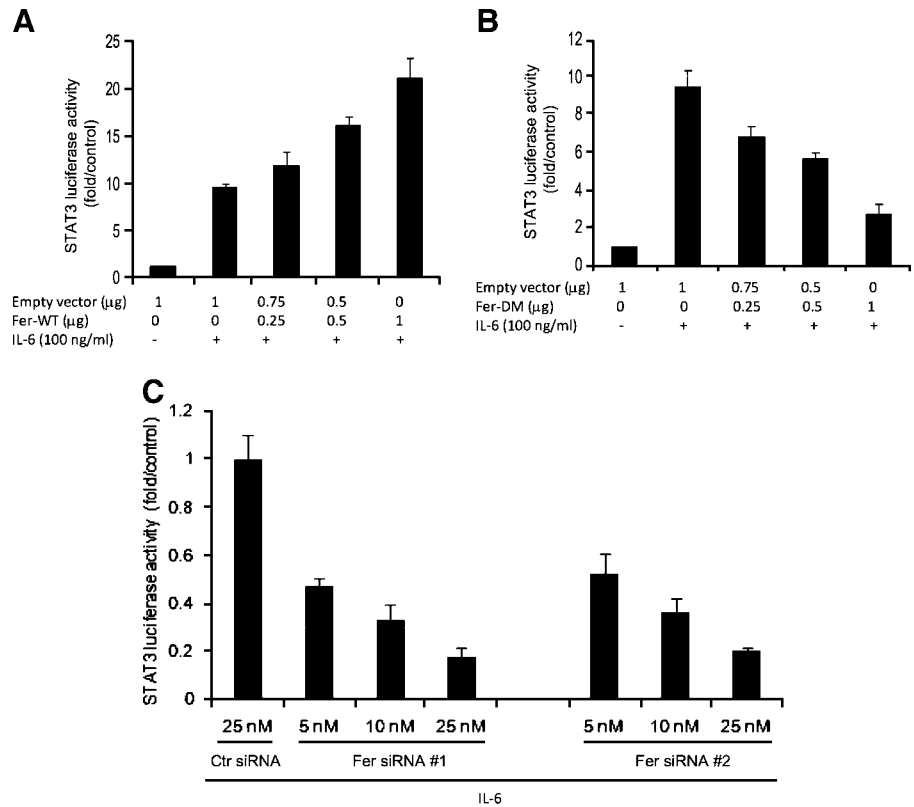 A
STAT3 luciferase activity
(fold/control)
25
20
15
10
5
0
Empty vector (µg) 1 1 0.75 0.5 0
Fer-WT (µg) 0 0 0.25 0.5 1
IL-6 (100 ng/ml) - + + + +
B
STAT3 luciferase activity
(fold/control)
12
10
8
6
4
2
0
Empty vector (µg) 1 1 0.75 0.5 0
Fer-DM (µg) 0 0 0.25 0.5 1
IL-6 (100 ng/ml) - + + + +
C
STAT3 luciferase activity (fold/control)
1.2
1
0.8
0.6
0.4
0.2
0
25 nM 5 nM 10 nM 25 nM 5 nM 10 nM 25 nM
Ctr siRNA Fer siRNA #1 Fer siRNA #2
IL-6